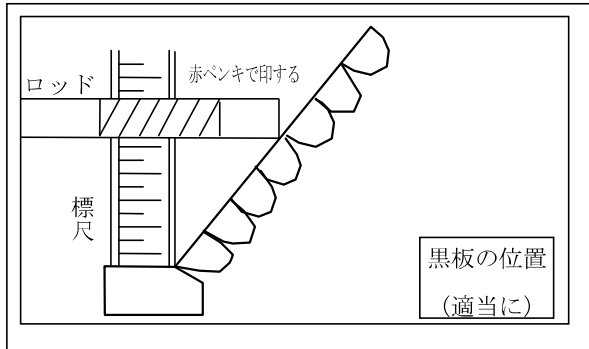 赤ペンキで印する
ロッド
標尺
黒板の位置
（適当に）